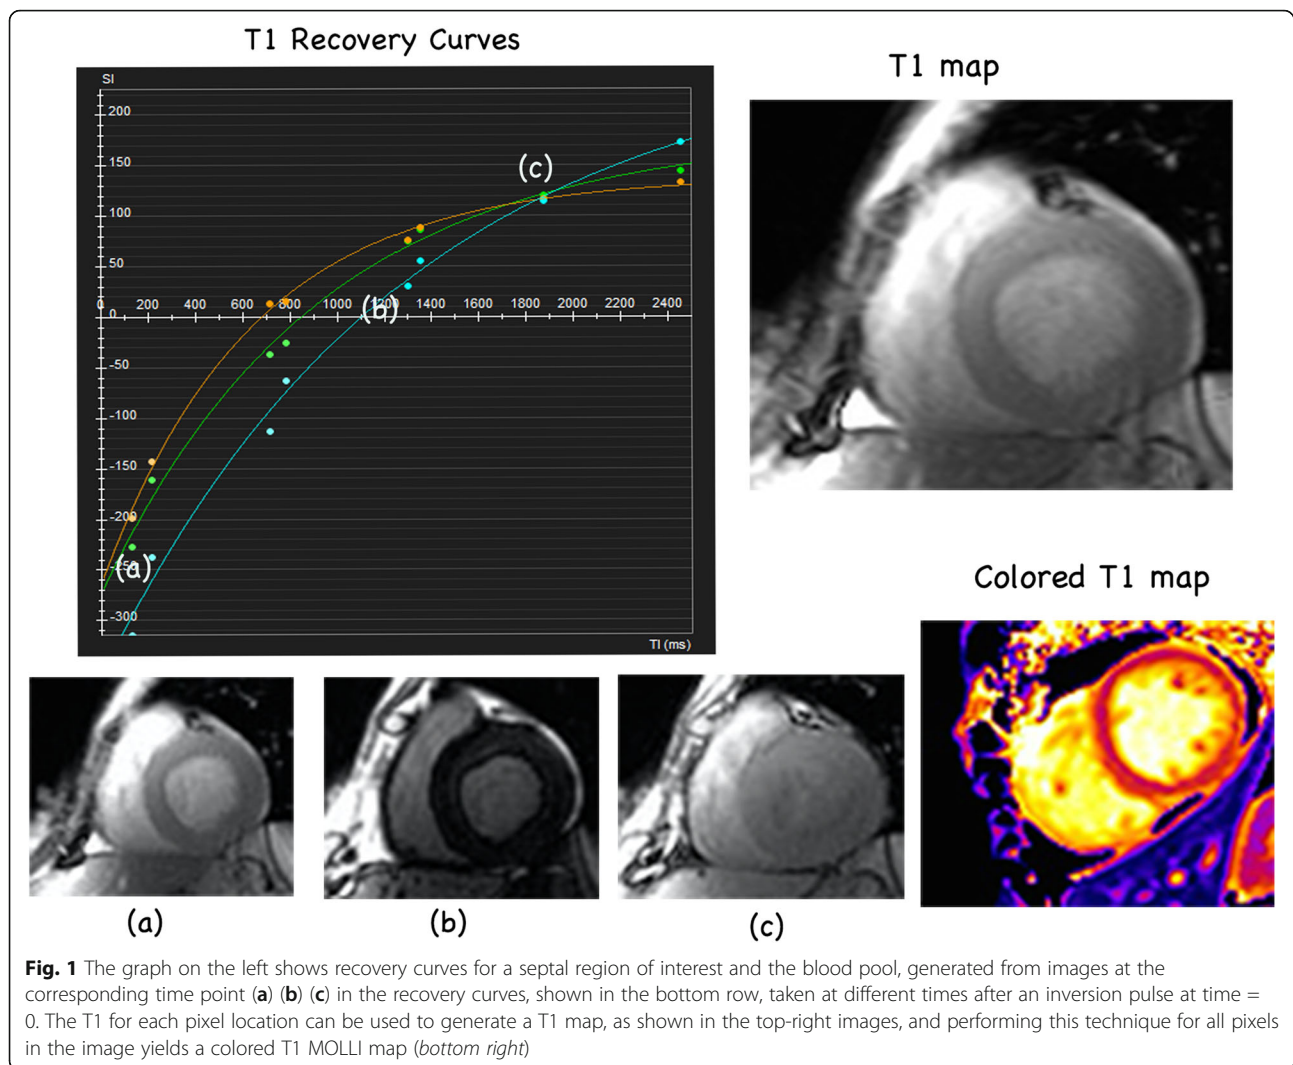 T1 Recovery Curves
T1 map
SI
200
150
100
50
0 200 400 600 800 1000 1200 1400 1600 1800 2000 2200 2400
0
-50
-100
-150
-200
-250
-300
(a)
(b)
(c)
TI (ms)
Colored T1 map
(a) (b) (c)
Fig. 1 The graph on the left shows recovery curves for a septal region of interest and the blood pool, generated from images at the
corresponding time point (a) (b) (c) in the recovery curves, shown in the bottom row, taken at different times after an inversion pulse at time =
0. The T1 for each pixel location can be used to generate a T1 map, as shown in the top-right images, and performing this technique for all pixels
in the image yields a colored T1 MOLLI map (bottom right)